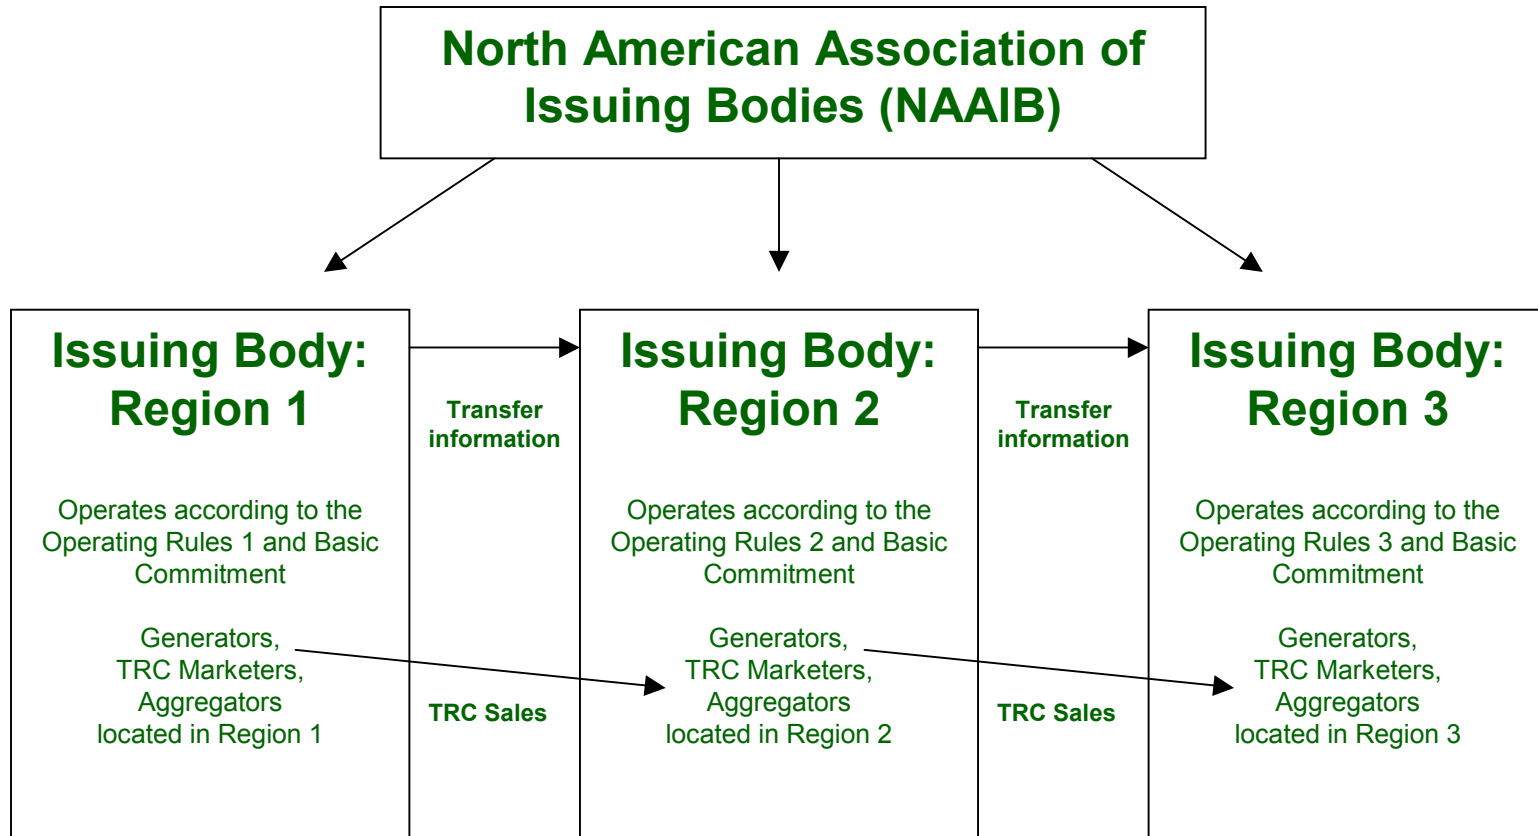 North American Association of
Issuing Bodies (NAAIB)
Issuing Body:
Region 1
Operates according to the
Operating Rules 1 and Basic
Commitment
Generators,
TRC Marketers,
Aggregators
located in Region 1
Transfer
information
TRC Sales
Issuing Body:
Region 2
Operates according to the
Operating Rules 2 and Basic
Commitment
Generators,
TRC Marketers,
Aggregators
located in Region 2
Transfer
information
TRC Sales
Issuing Body:
Region 3
Operates according to the
Operating Rules 3 and Basic
Commitment
Generators,
TRC Marketers,
Aggregators
located in Region 3